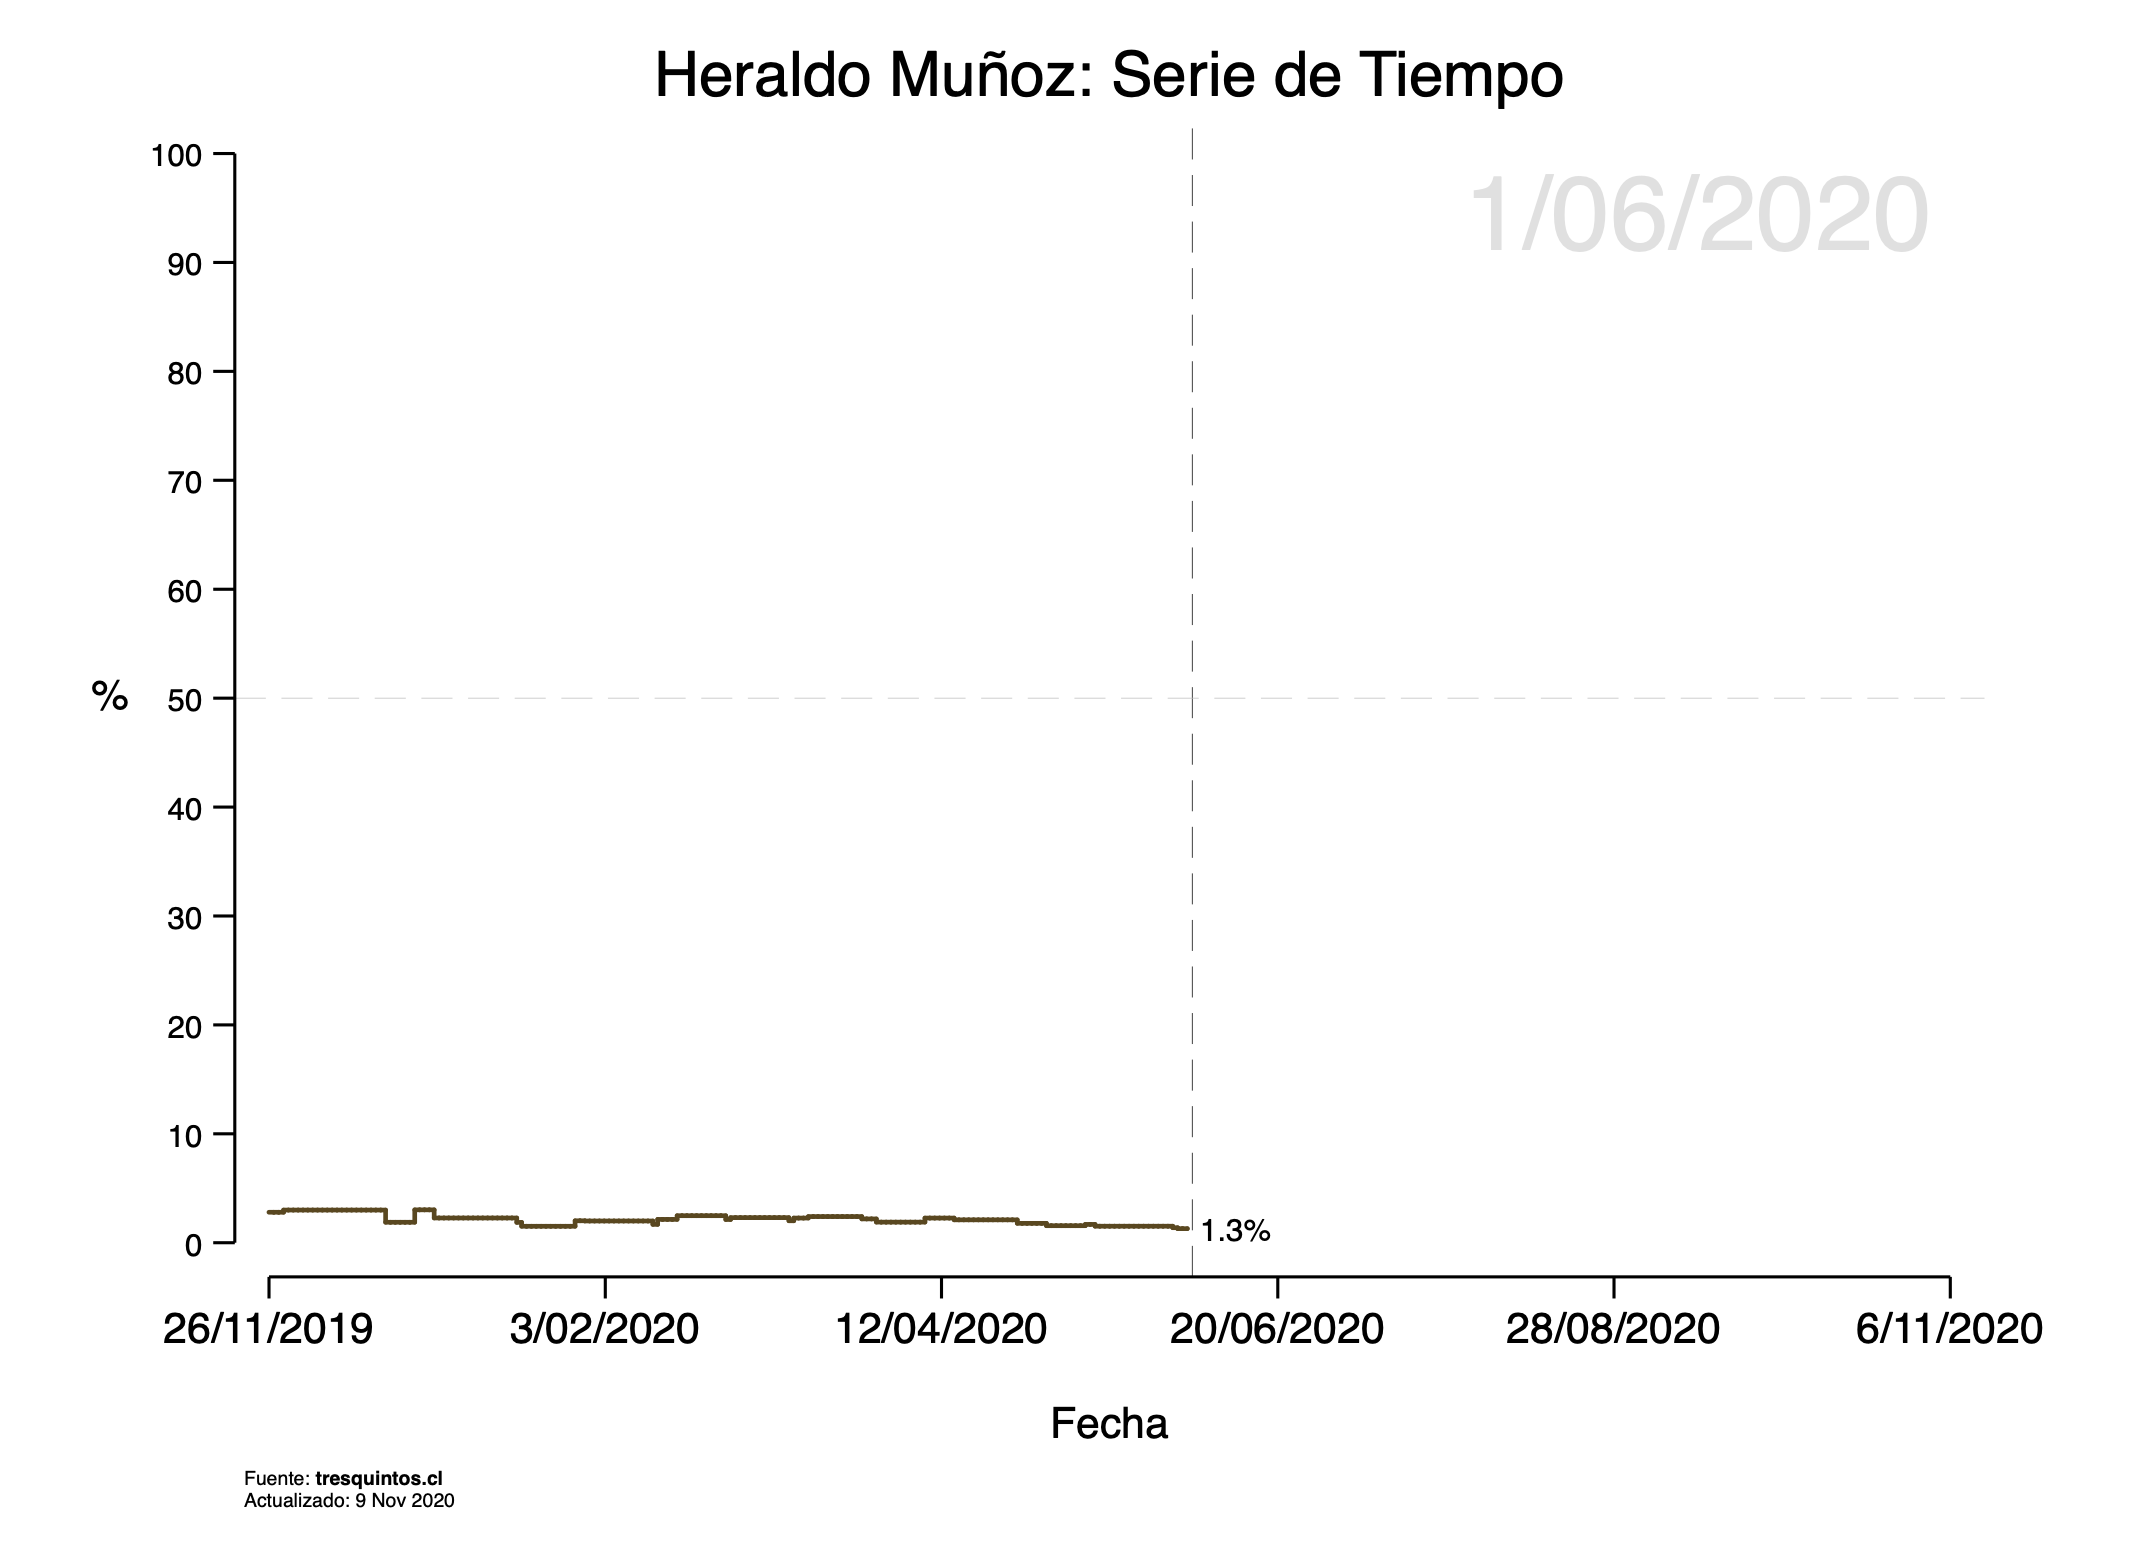 Heraldo Muñoz: Serie de Tiempo
1/06/2020
100
90
80
70
60
50
40
30
20
10
0
%
1.3%
26/11/2019 3/02/2020 12/04/2020 20/06/2020 28/08/2020 6/11/2020
Fecha
Fuente: tresquintos.cl
Actualizado: 9 Nov 2020